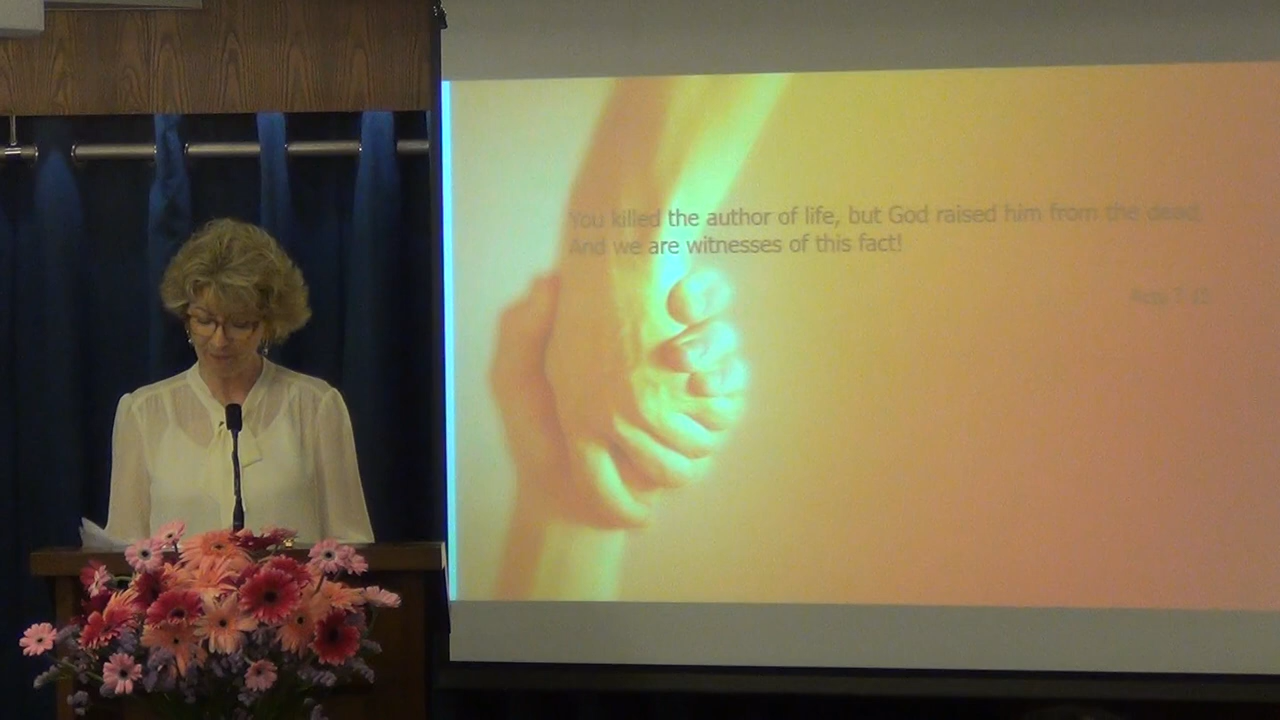 You killed the author of life, but God raised him from the dead,
And we are witnesses of this fact!